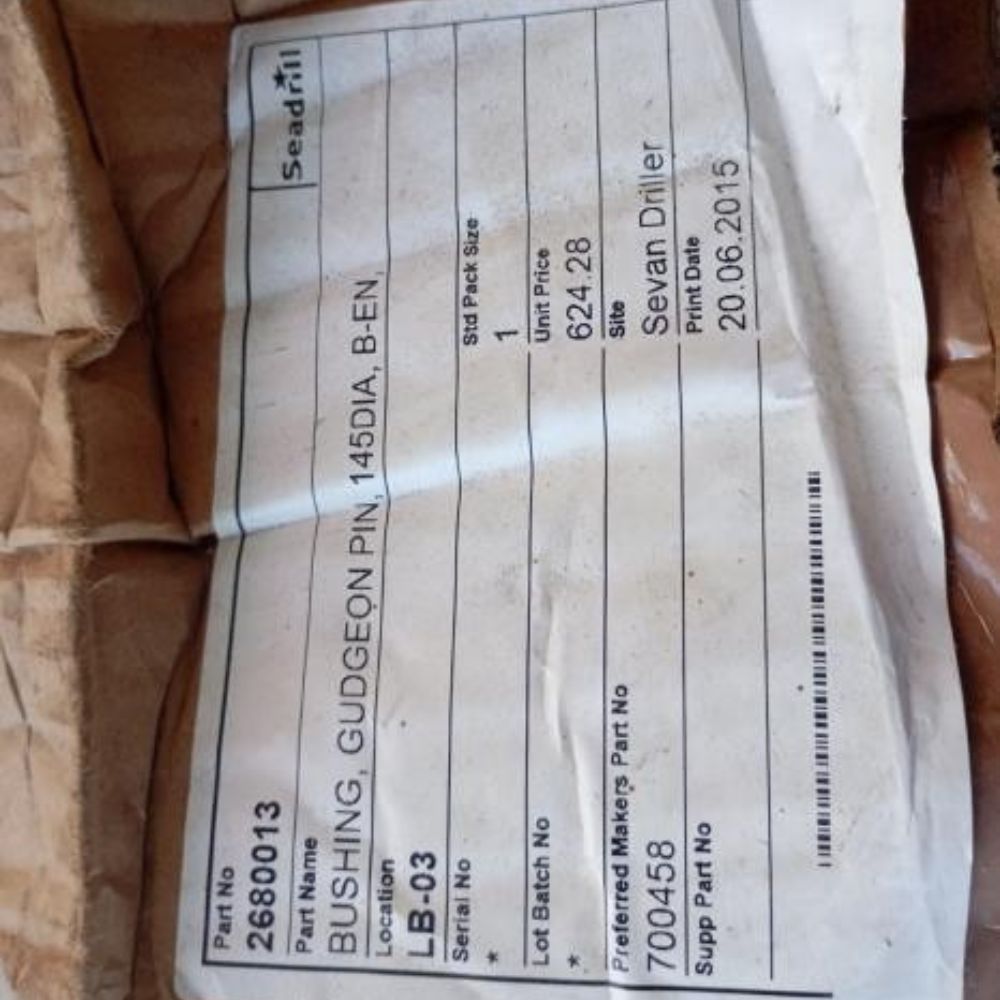 Seadrill
Part No
2680013
Part Name
BUSHING, GUDGEON PIN, 145DIA, B-EN,
Location
LB-03
Serial No
*
Std Pack Size
1
Lot Batch No
*
Unit Price
624.28
Preferred Makers Part No
700458
Site
Sevan Driller
Supp Part No
Print Date
20.06.2015